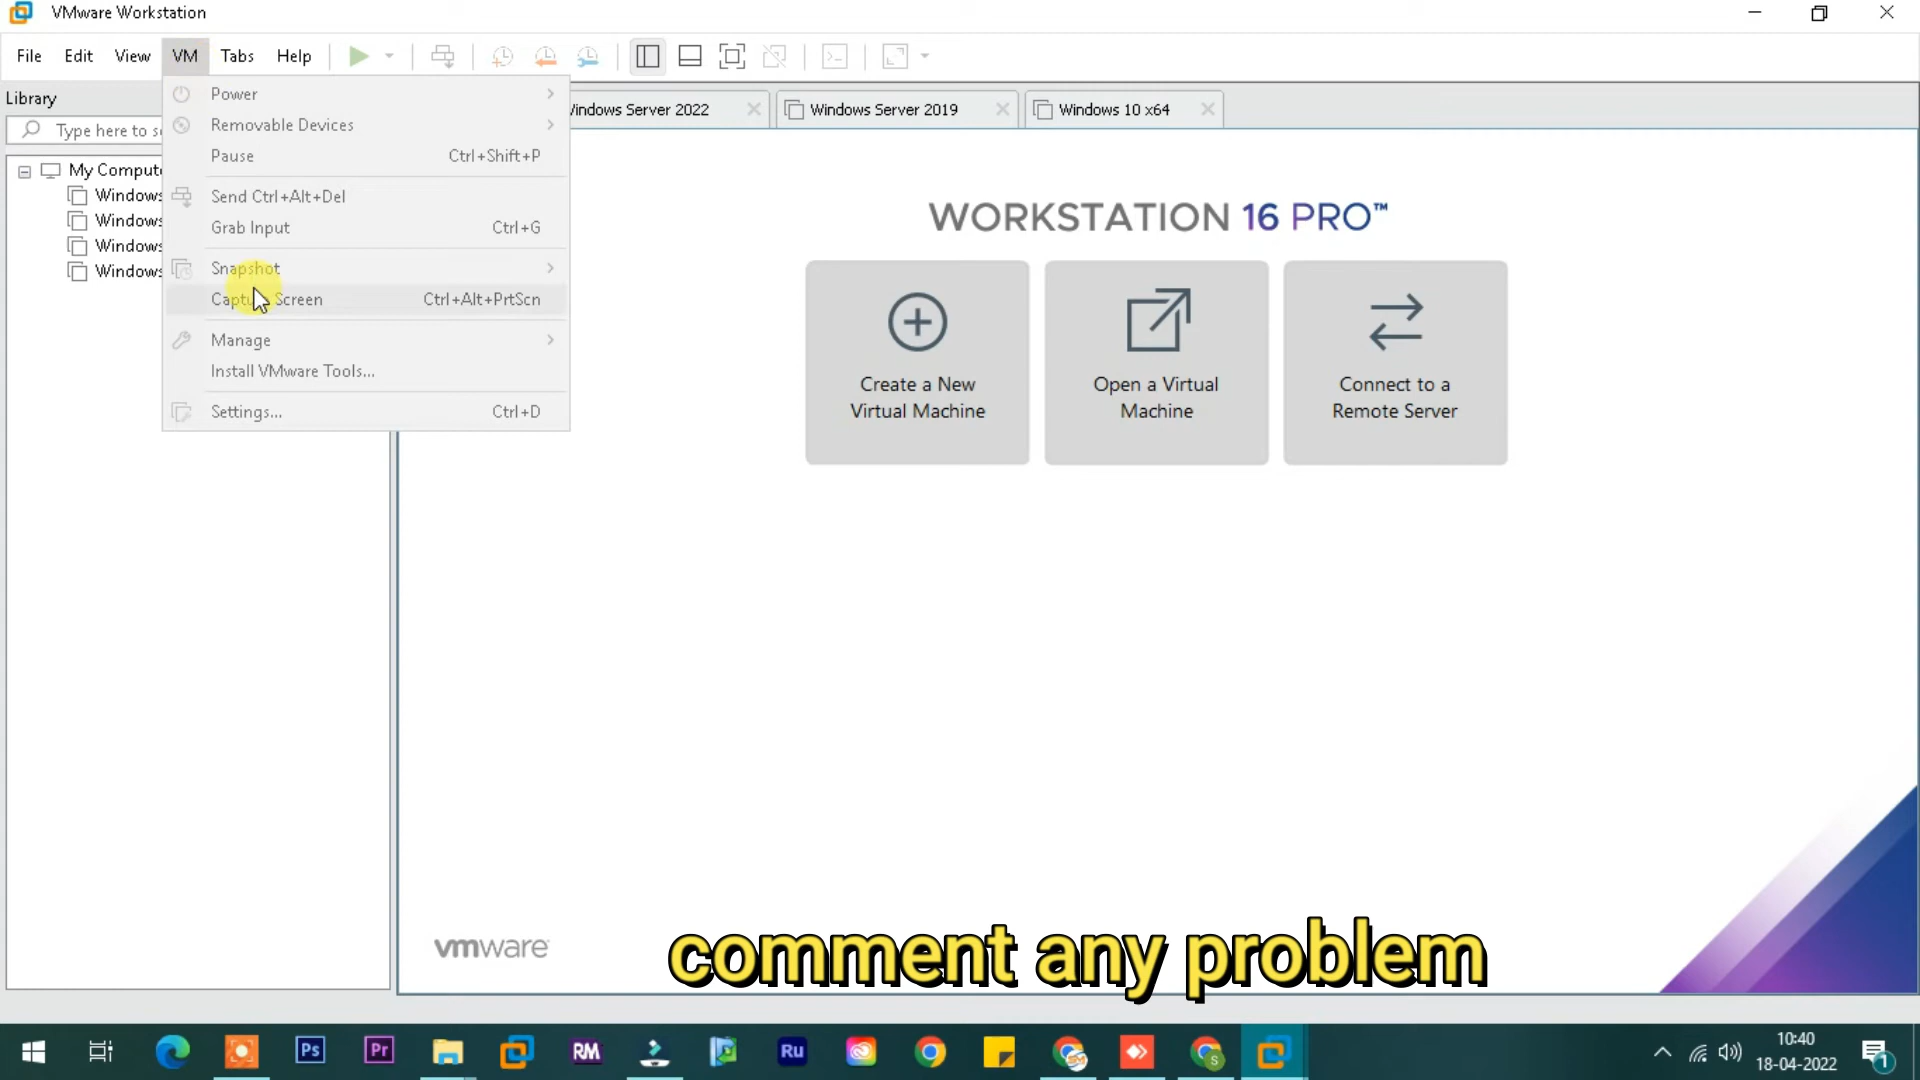 VMware Workstation
File Edit View VM Tabs Help
Library
Type here to s
My Comput
Windows
Windows
Windows
Windows
Power
Removable Devices
Pause Ctrl+Shift+P
Send Ctrl+Alt+Del
Grab Input Ctrl+G
Snapshot
Capture Screen Ctrl+Alt+PrtScn
Manage
Install VMware Tools...
Settings... Ctrl+D
Windows Server 2022
Windows Server 2019
Windows 10 x64
WORKSTATION 16 PRO™
Create a New
Virtual Machine
Open a Virtual
Machine
Connect to a
Remote Server
vmware
comment any problem
Ps Pr RM Ru S
10:40
18-04-2022
1